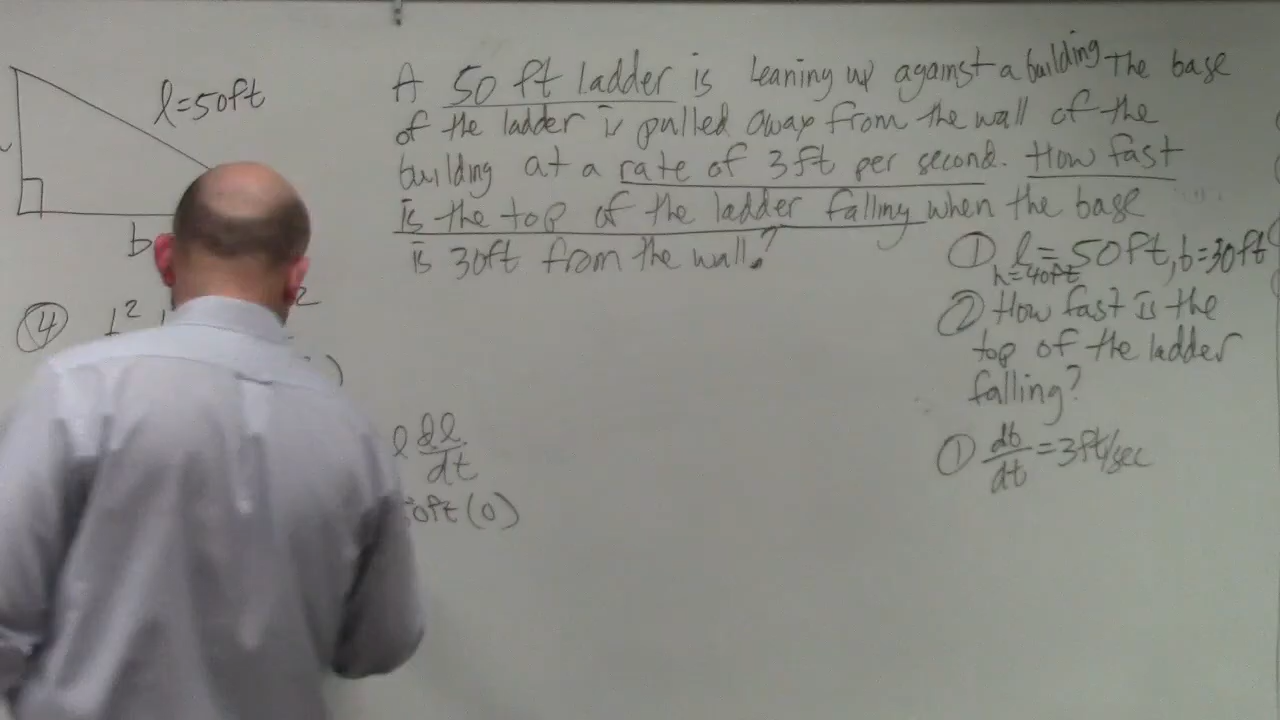 l=50ft
A 50 ft ladder is leaning up against a building The base
of the ladder is pulled away from the wall of the
building at a rate of 3ft per second. How fast
is the top of the ladder falling when the base
is 30ft from the wall?
b
① l=50ft, b=30ft
h=40ft
② How fast is the
top of the ladder
falling?
① db/dt=3ft/sec
④
2
2
)
l dl/dt
0ft(0)